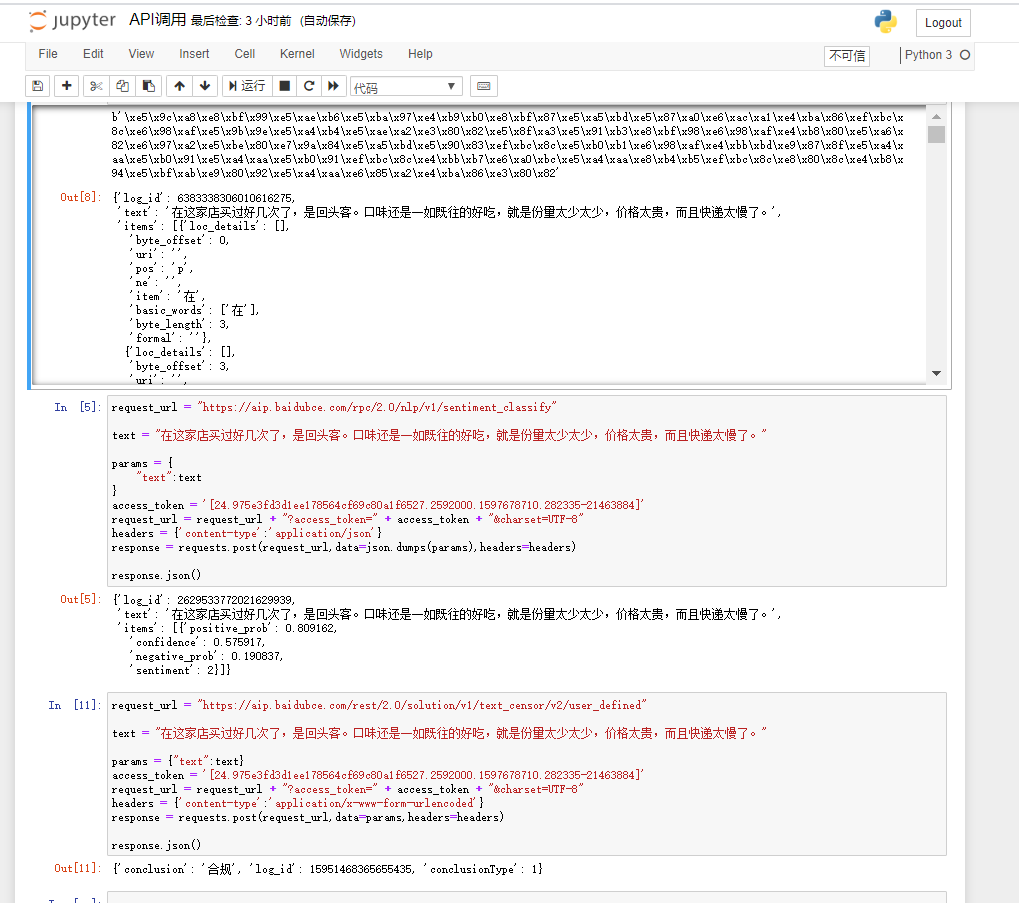 jupyter API调用 最后检查: 3 小时前 (自动保存) Logout
File Edit View Insert Cell Kernel Widgets Help 不可信 Python 3
运行 代码
b'\xe5\x9c\xa8\xe8\xbf\x99\xe5\xae\xb6\xe5\xba\x97\xe4\xb9\xb0\xe8\xbf\x87\xe5\xa5\xbd\xe5\x87\xa0\xe6\xac\xa1\xe4\xba\x86\xef\xbc\x
8c\xe6\x98\xaf\xe5\x9b\x9e\xe5\xa4\xb4\xe5\xae\xa2\xe3\x80\x82\xe5\x8f\xa3\xe5\x91\xb3\xe8\xbf\x98\xe6\x98\xaf\xe4\xb8\x80\xe5\xa6\x
82\xe6\x97\xa2\xe5\xbe\x80\xe7\x9a\x84\xe5\xa5\xbd\xe5\x90\x83\xef\xbc\x8c\xe5\xb0\xb1\xe6\x98\xaf\xe4\xbb\xbd\xe9\x87\x8f\xe5\xa4\x
aa\xe5\xb0\x91\xe5\xa4\xaa\xe5\xb0\x91\xef\xbc\x8c\xe4\xbb\xb7\xe6\xa0\xbc\xe5\xa4\xaa\xe8\xb4\xb5\xef\xbc\x8c\xe8\x80\x8c\xe4\xb8\x
94\xe5\xbf\xab\xe9\x80\x92\xe5\xa4\xaa\xe6\x85\xa2\xe4\xba\x86\xe3\x80\x82'
Out[8]: {'log_id': 6383338306010616275,
'text': '在这家店买过好几次了，是回头客。口味还是一如既往的好吃，就是份量太少太少，价格太贵，而且快递太慢了。',
'items': [{'loc_details': [],
'byte_offset': 0,
'uri': '',
'pos': 'p',
'ne': '',
'item': '在',
'basic_words': ['在'],
'byte_length': 3,
'formal': ''},
{'loc_details': [],
'byte_offset': 3,
'uri': '',
In [5]: request_url = "https://aip.baidubce.com/rpc/2.0/nlp/v1/sentiment_classify"
text = "在这家店买过好几次了，是回头客。口味还是一如既往的好吃，就是份量太少太少，价格太贵，而且快递太慢了。"
params = {
"text":text
}
access_token = '[24.975e3fd3d1ee178564cf69c80a1f6527.2592000.1597678710.282335-21463884]'
request_url = request_url + "?access_token=" + access_token + "&charset=UTF-8"
headers = {'content-type':'application/json'}
response = requests.post(request_url,data=json.dumps(params),headers=headers)
response.json()
Out[5]: {'log_id': 2629533772021629939,
'text': '在这家店买过好几次了，是回头客。口味还是一如既往的好吃，就是份量太少太少，价格太贵，而且快递太慢了。',
'items': [{'positive_prob': 0.809162,
'confidence': 0.575917,
'negative_prob': 0.190837,
'sentiment': 2}]}
In [11]: request_url = "https://aip.baidubce.com/rest/2.0/solution/v1/text_censor/v2/user_defined"
text = "在这家店买过好几次了，是回头客。口味还是一如既往的好吃，就是份量太少太少，价格太贵，而且快递太慢了。"
params = {"text":text}
access_token = '[24.975e3fd3d1ee178564cf69c80a1f6527.2592000.1597678710.282335-21463884]'
request_url = request_url + "?access_token=" + access_token + "&charset=UTF-8"
headers = {'content-type':'application/x-www-form-urlencoded'}
response = requests.post(request_url,data=params,headers=headers)
response.json()
Out[11]: {'conclusion': '合规', 'log_id': 15951468365655435, 'conclusionType': 1}